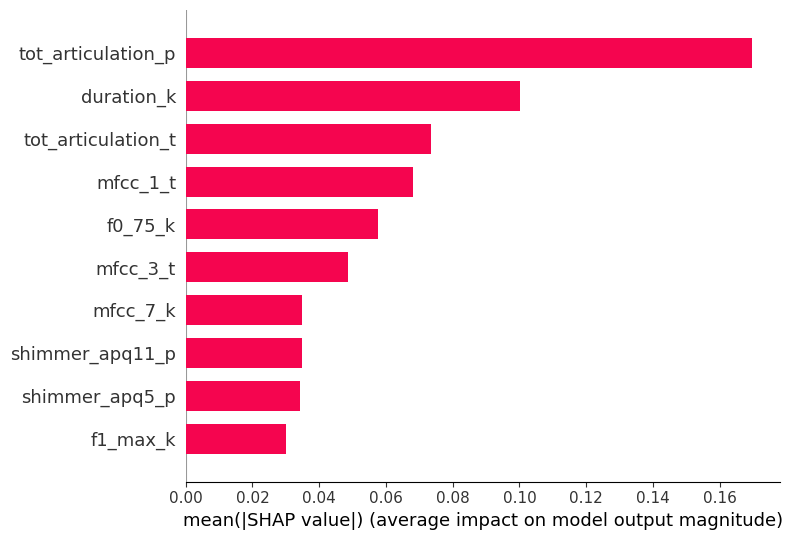 tot_articulation_p
duration_k
tot_articulation_t
mfcc_1_t
f0_75_k
mfcc_3_t
mfcc_7_k
shimmer_apq11_p
shimmer_apq5_p
f1_max_k
0.00 0.02 0.04 0.06 0.08 0.10 0.12 0.14 0.16
mean(|SHAP value|) (average impact on model output magnitude)